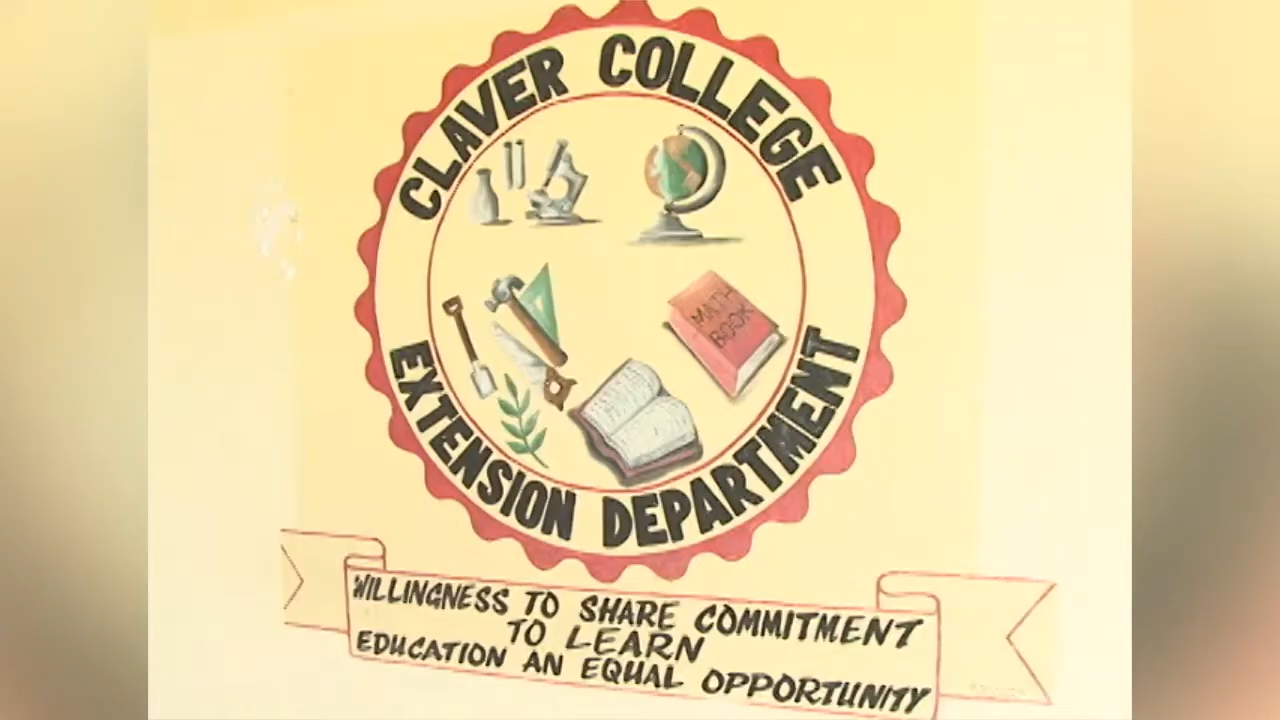 CLAVER COLLEGE
MATH
BOOK
EXTENSION DEPARTMENT
WILLINGNESS TO SHARE COMMITMENT
TO LEARN
EDUCATION AN EQUAL OPPORTUNITY